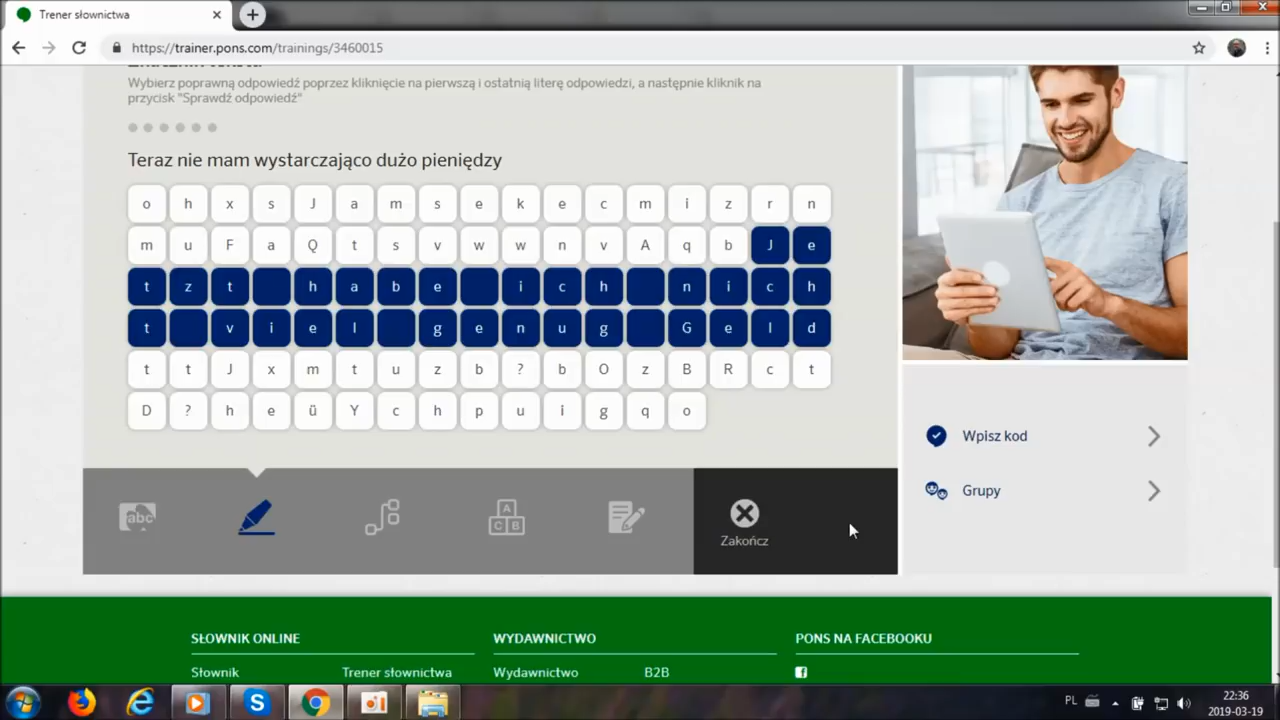 Trener słownictwa
https://trainer.pons.com/trainings/3460015
Wybierz poprawną odpowiedź poprzez kliknięcie na pierwszą i ostatnią literę odpowiedzi, a następnie kliknik na
przycisk "Sprawdź odpowiedź"
Teraz nie mam wystarczająco dużo pieniędzy
o h x s J a m s e k e c m i z r n
m u F a Q t s v w w n v A q b J e
t z t h a b e i c h n i c h
t v i e l g e n u g G e l d
t t J x m t u z b ? b O z B R c t
D ? h e ü Y c h p u i g q o
abc
A
C B
Zakończ
Wpisz kod
Grupy
SŁOWNIK ONLINE
WYDAWNICTWO
PONS NA FACEBOOKU
Słownik
Trener słownictwa
Wydawnictwo
B2B
PL
22:36
2019-03-19